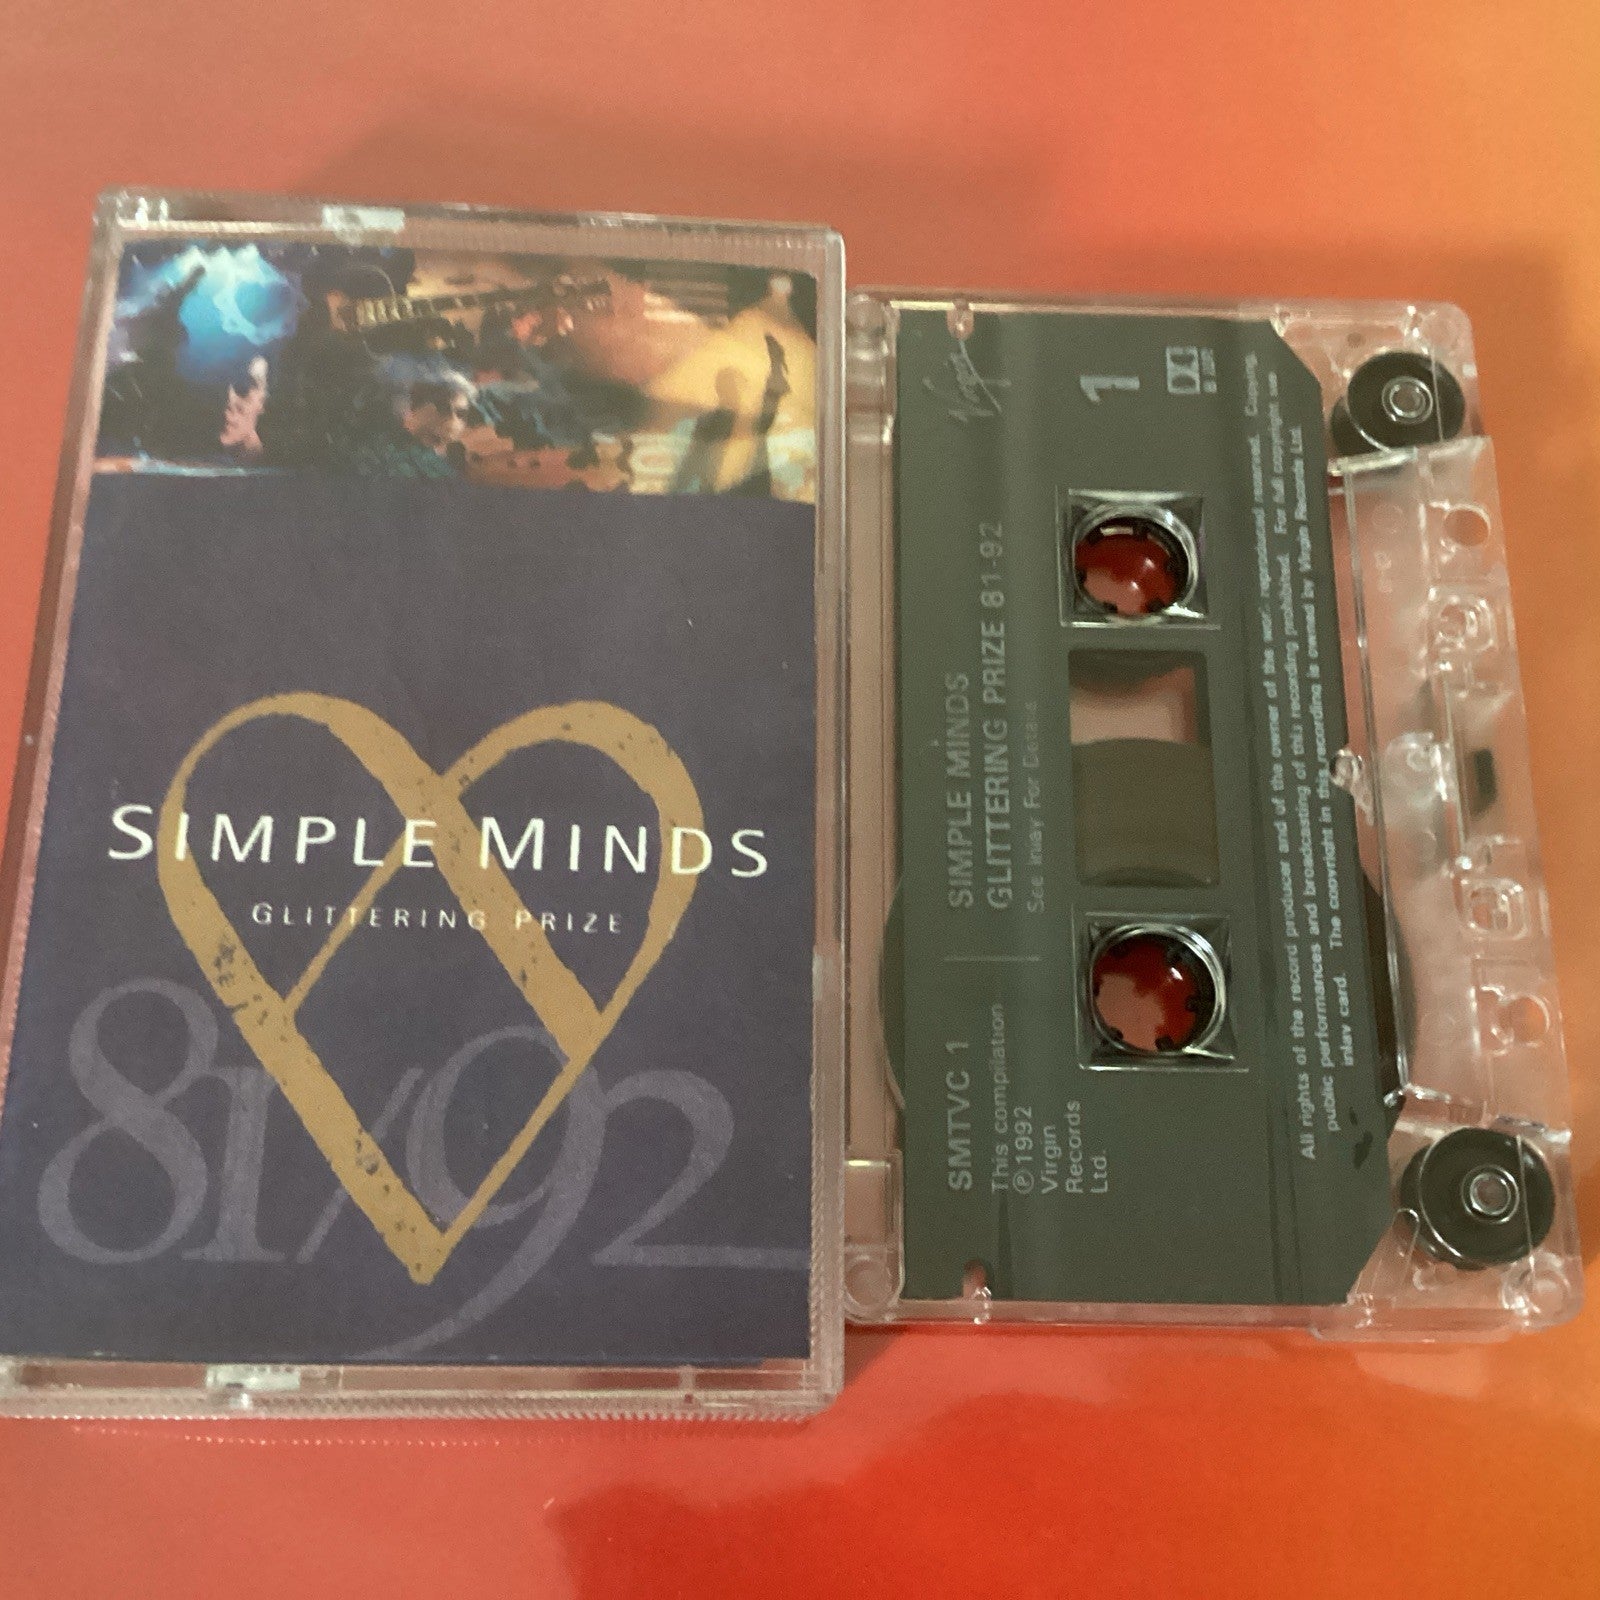 SIMPLE MINDS
GLITTERING PRIZE
81/92
Virgin
1
SIMPLE MINDS
GLITTERING PRIZE 81-92
See Inlay For Details
SMTVC 1
This compilation
℗1992
Virgin
Records
Ltd.
All rights of the record producer and of the owner of the work reproduced reserved. Copying,
public performances and broadcasting of this recording prohibited. For full copyright see
inlay card. The copyright in this recording is owned by Virgin Records Ltd.